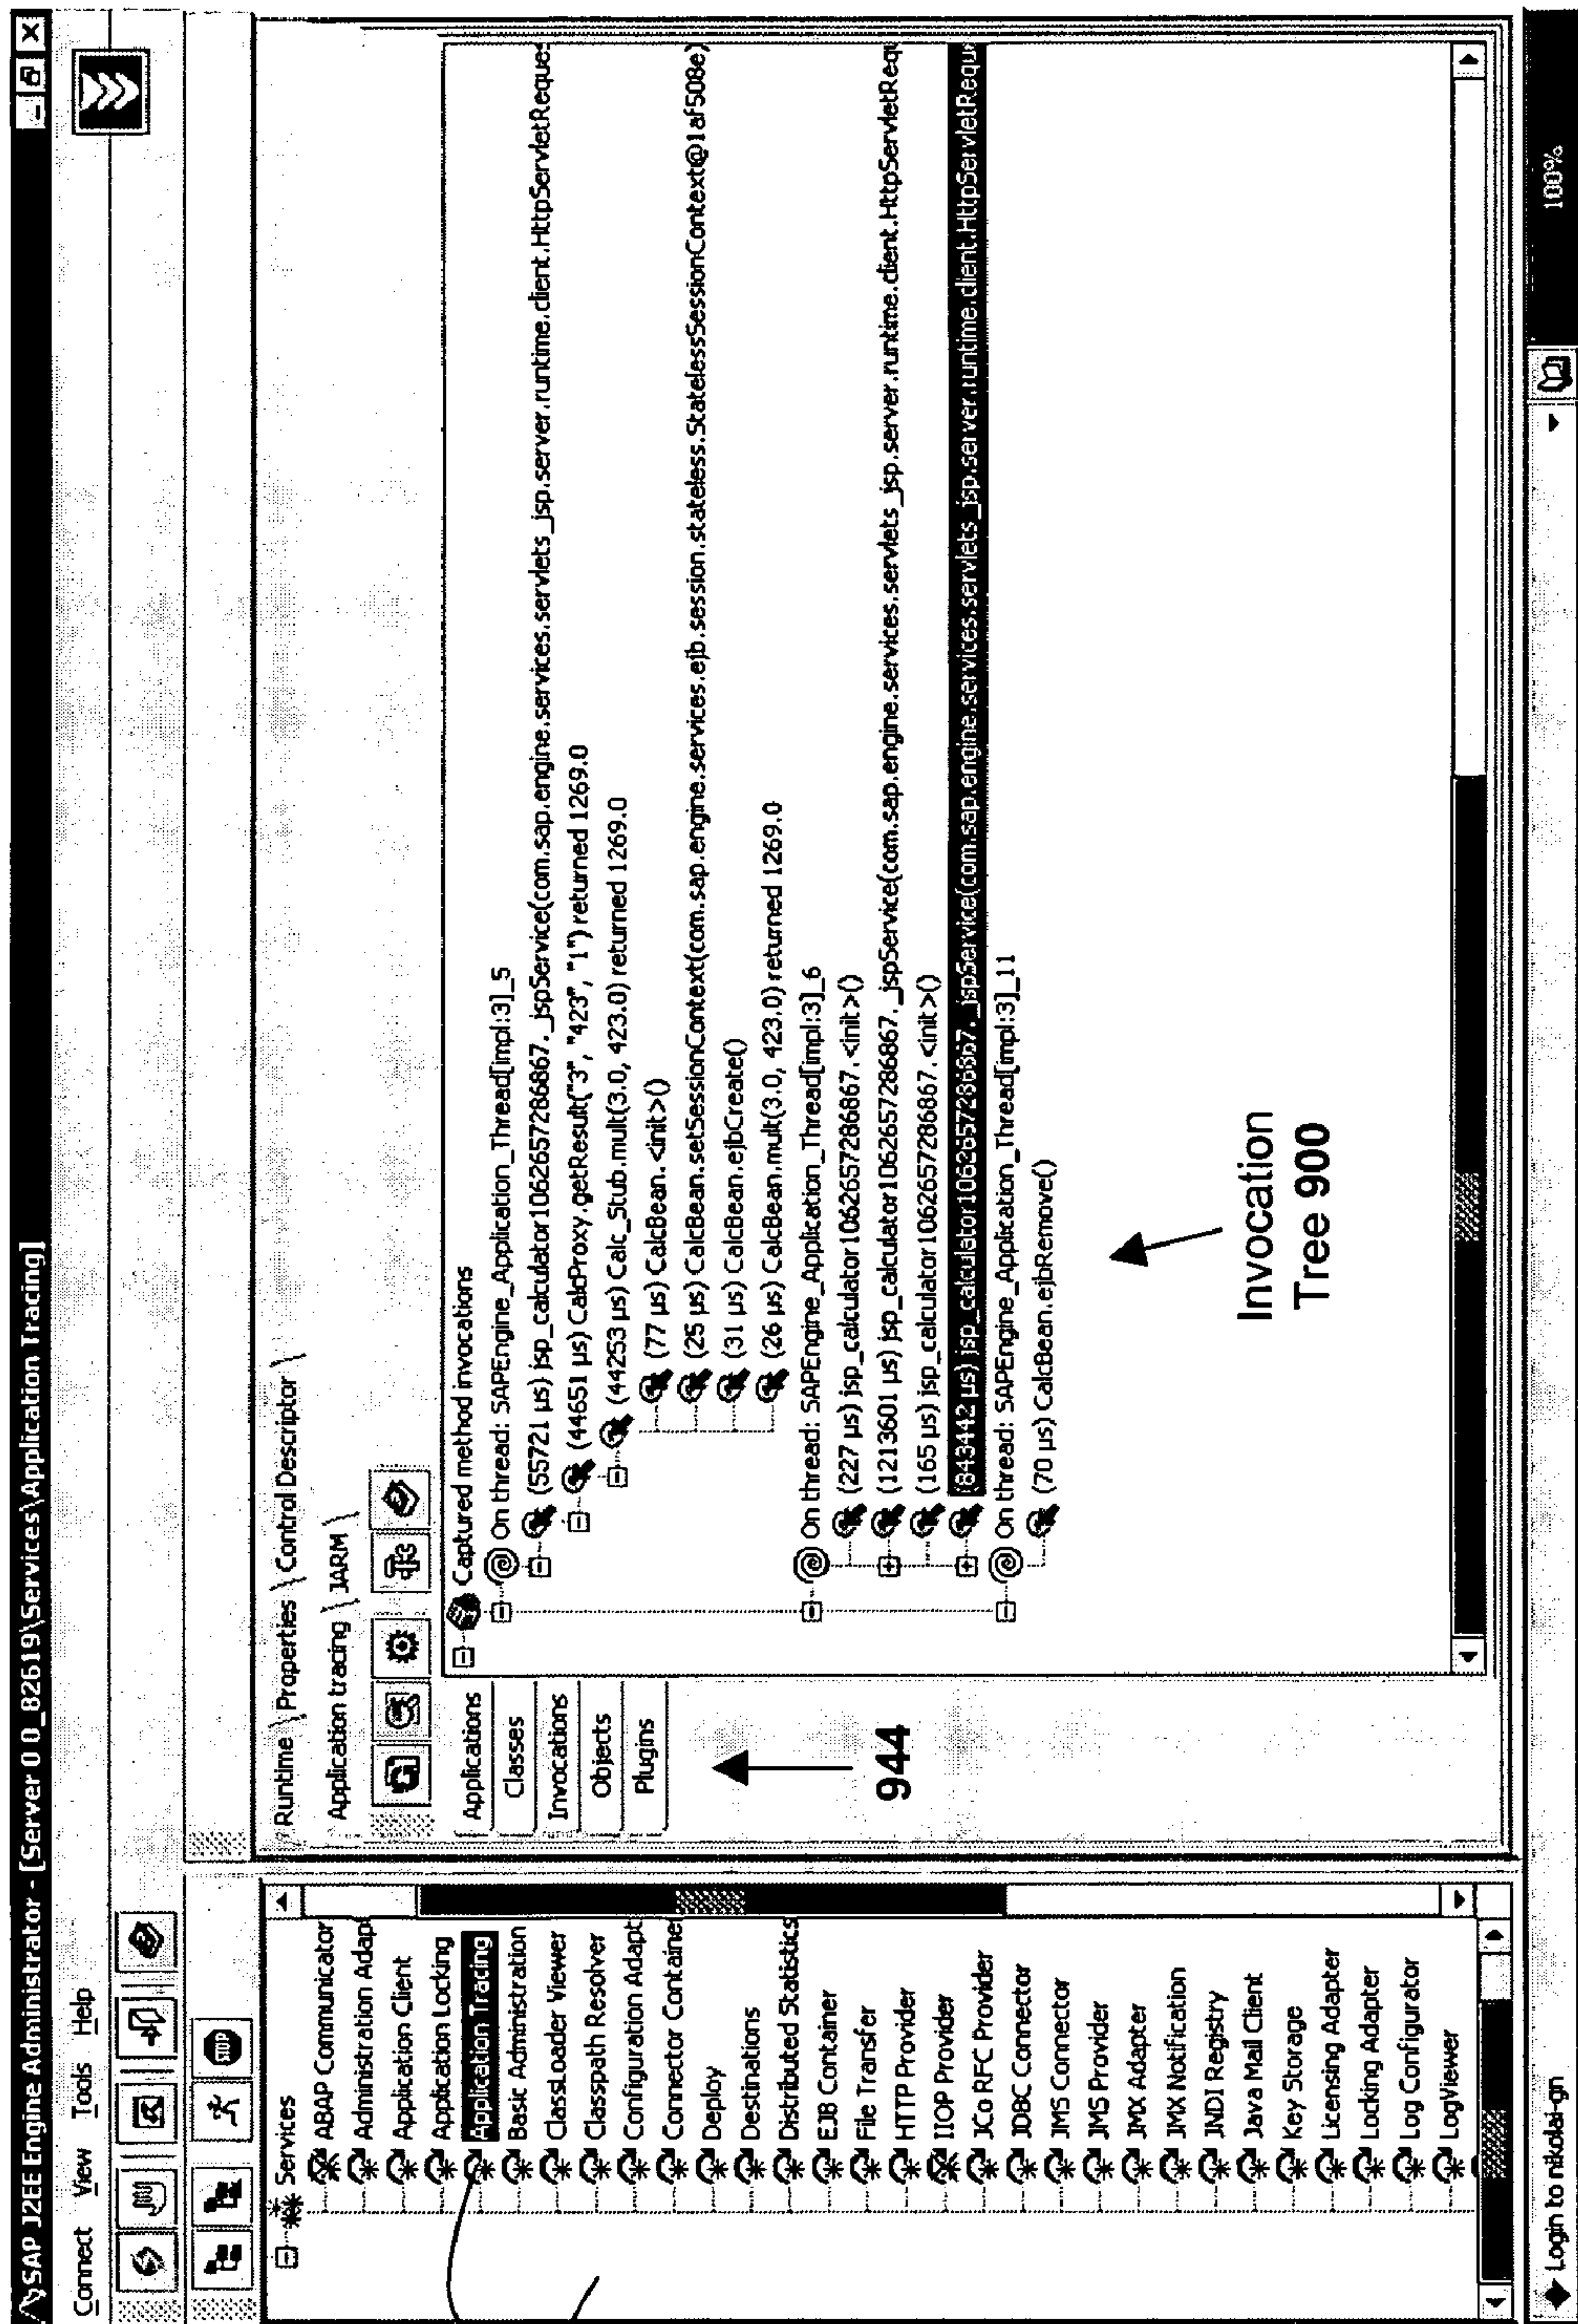 SAP J2EE Engine Administrator - [Server 0 0_82619\Services\Application Tracing]
Connect View Tools Help
STOP
Services
ABAP Communicator
Administration Adapt
Application Client
Application Locking
Application Tracing
Basic Administration
ClassLoader Viewer
Classpath Resolver
Configuration Adapt
Connector Container
Deploy
Destinations
Distributed Statistics
EJB Container
File Transfer
HTTP Provider
IIOP Provider
JCo RFC Provider
JDBC Connector
JMS Connector
JMS Provider
JMX Adapter
JMX Notification
JNDI Registry
Java Mail Client
Key Storage
Licensing Adapter
Locking Adapter
Log Configurator
LogViewer
Runtime \ Properties \ Control Descriptor \
Application tracing \ JARM \
Applications
Classes
Invocations
Objects
Plugins
944
Captured method invocations
On thread: SAPEngine_Application_Thread[impl:3]_5
(55721 µs) jsp_calculator1062657286867._jspService(com.sap.engine.services.servlets_jsp.server.runtime.client.HttpServletReques
(44651 µs) CalcProxy.getResult("3", "423", "1") returned 1269.0
(44253 µs) Calc_Stub.mult(3.0, 423.0) returned 1269.0
(77 µs) CalcBean.<init>()
(25 µs) CalcBean.setSessionContext(com.sap.engine.services.ejb.session.stateless.StatelessSessionContext@1af508e)
(31 µs) CalcBean.ejbCreate()
(26 µs) CalcBean.mult(3.0, 423.0) returned 1269.0
On thread: SAPEngine_Application_Thread[impl:3]_6
(227 µs) jsp_calculator1062657286867.<init>()
(1213601 µs) jsp_calculator1062657286867._jspService(com.sap.engine.services.servlets_jsp.server.runtime.client.HttpServletRequ
(165 µs) jsp_calculator1062657286867.<init>()
(843442 µs) jsp_calculator1062657286867._jspService(com.sap.engine.services.servlets_jsp.server.runtime.client.HttpServletReque
On thread: SAPEngine_Application_Thread[impl:3]_11
(70 µs) CalcBean.ejbRemove()
Invocation
Tree 900
Login to nikolai-gn
100%